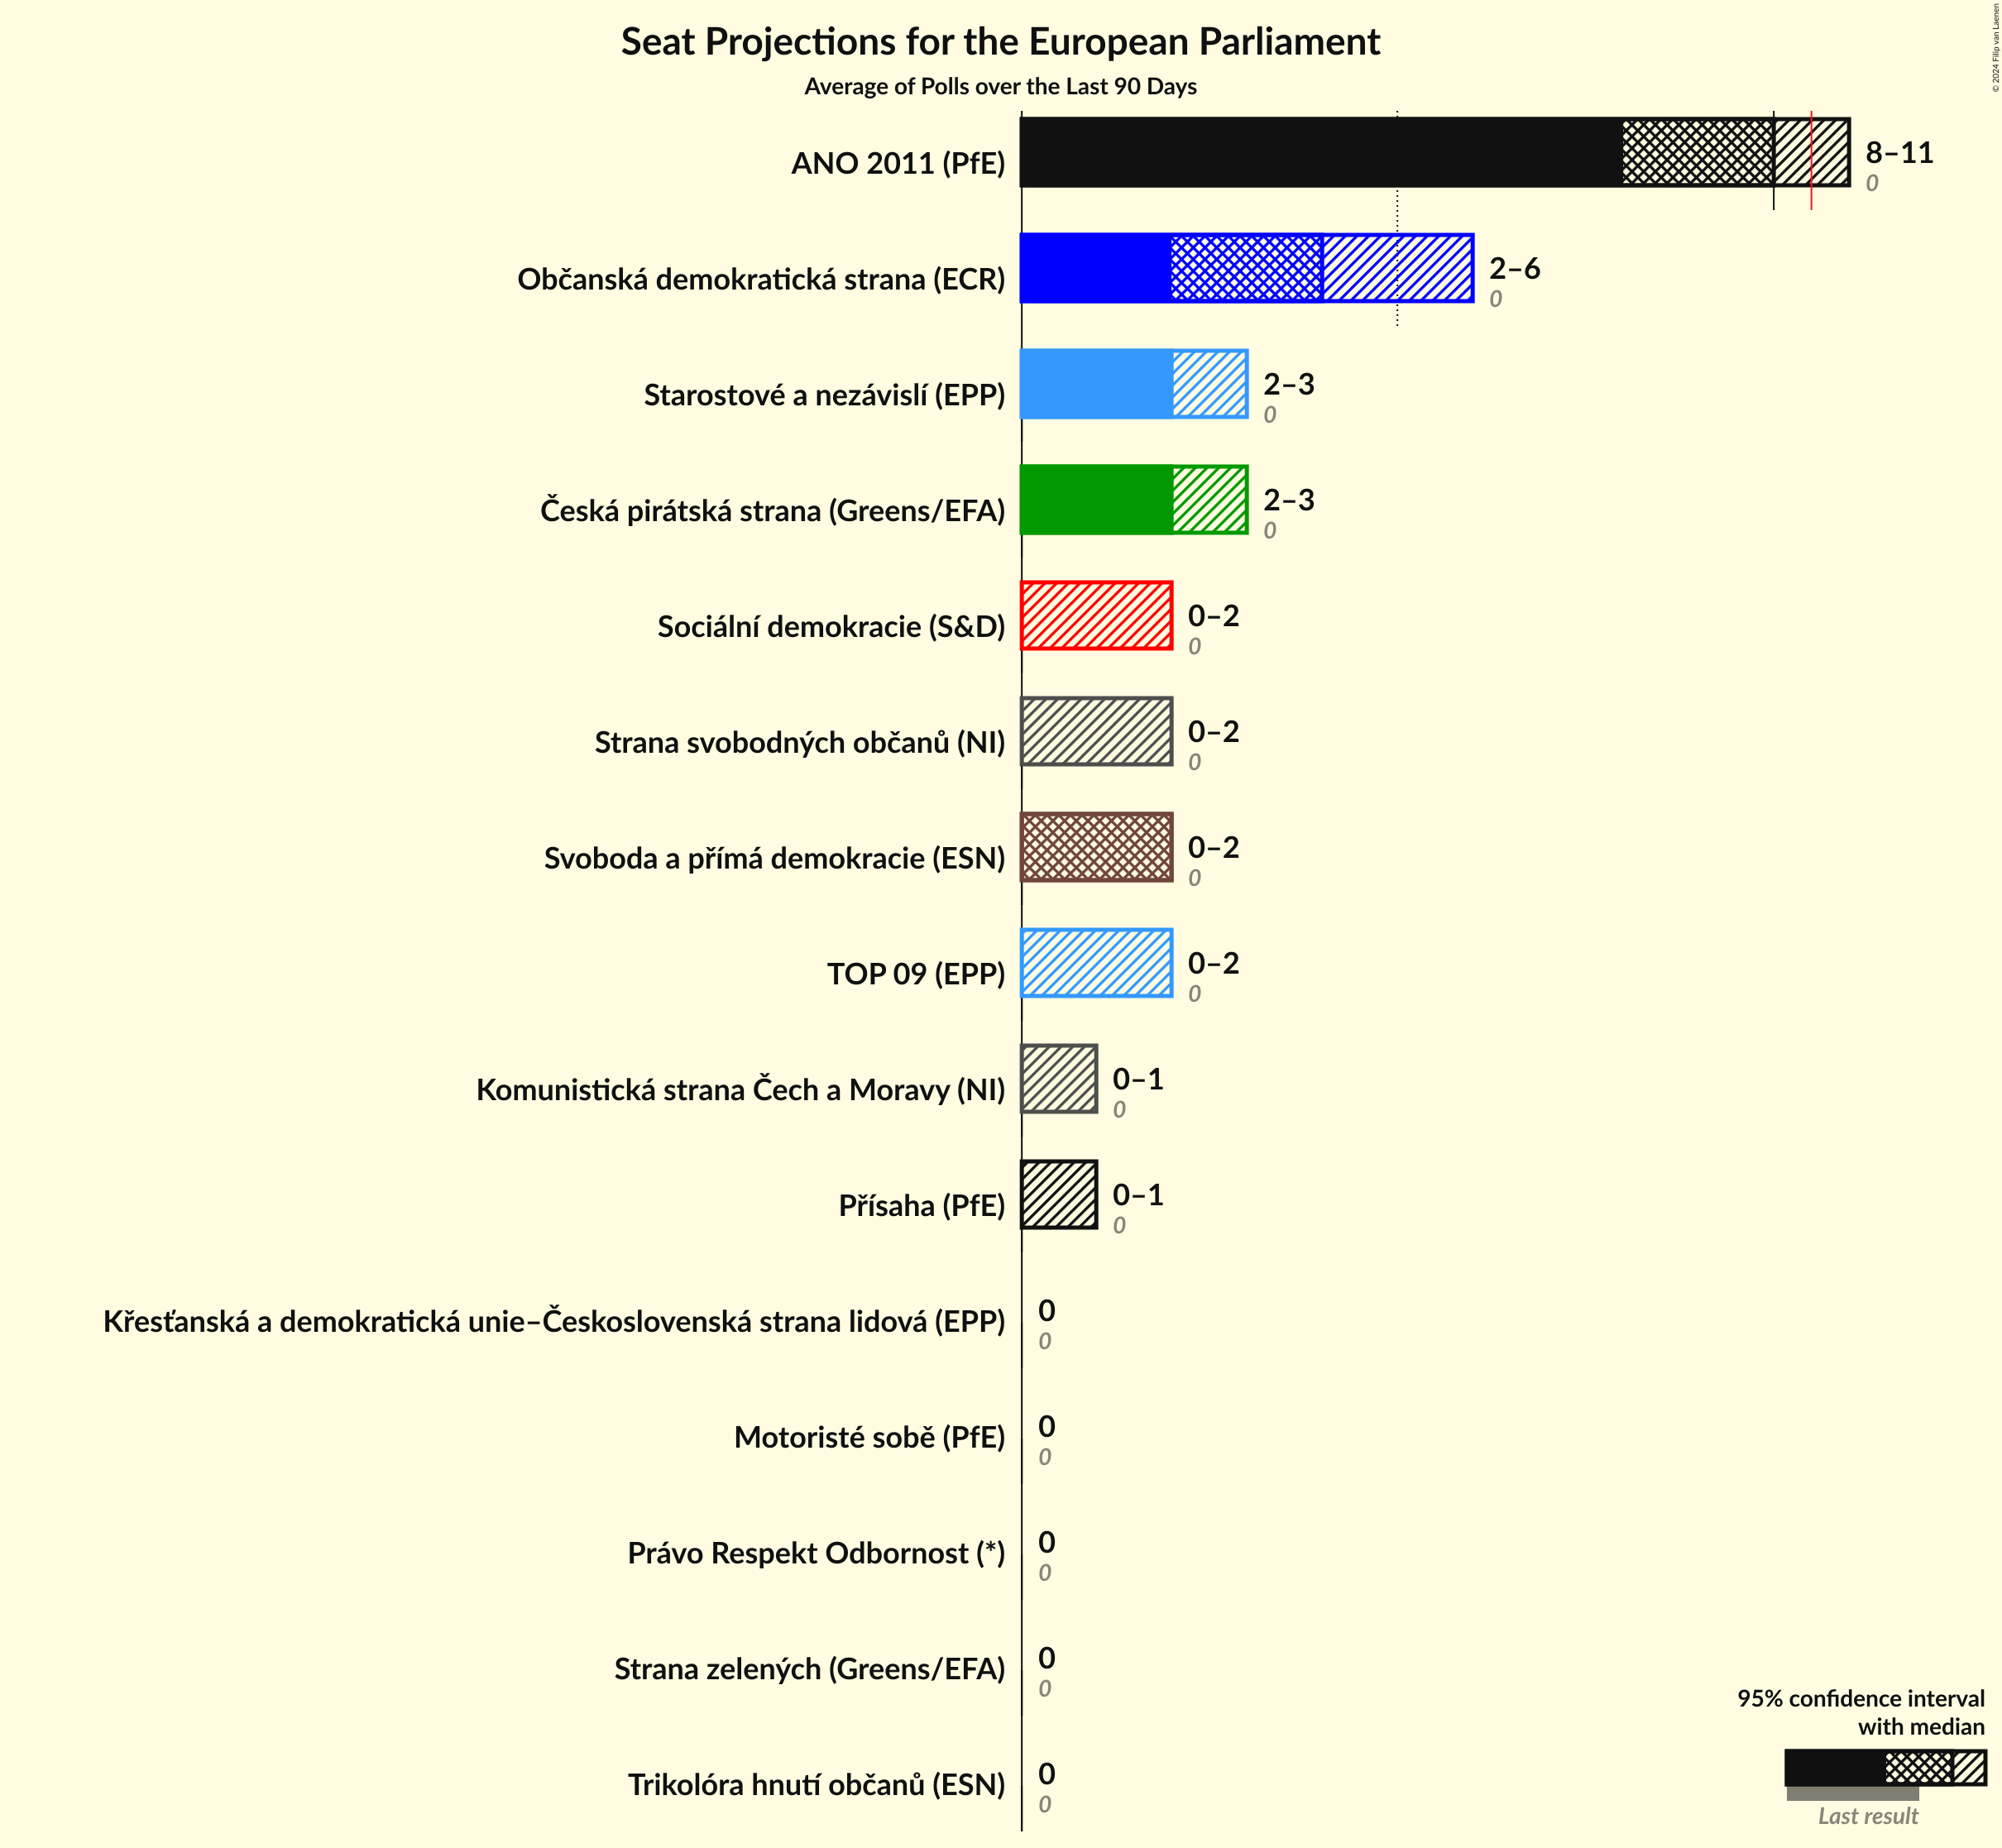 Seat Projections for the European Parliament
Average of Polls over the Last 90 Days
© 2024 Filip van Laenen
ANO 2011 (PfE)
8–11
0
Občanská demokratická strana (ECR)
2–6
0
Starostové a nezávislí (EPP)
2–3
0
Česká pirátská strana (Greens/EFA)
2–3
0
Sociální demokracie (S&D)
0–2
0
Strana svobodných občanů (NI)
0–2
0
Svoboda a přímá demokracie (ESN)
0–2
0
TOP 09 (EPP)
0–2
0
Komunistická strana Čech a Moravy (NI)
0–1
0
Přísaha (PfE)
0–1
0
Křesťanská a demokratická unie–Československá strana lidová (EPP)
0
0
Motoristé sobě (PfE)
0
0
Právo Respekt Odbornost (*)
0
0
Strana zelených (Greens/EFA)
0
0
Trikolóra hnutí občanů (ESN)
0
0
95% confidence interval
with median
Last result